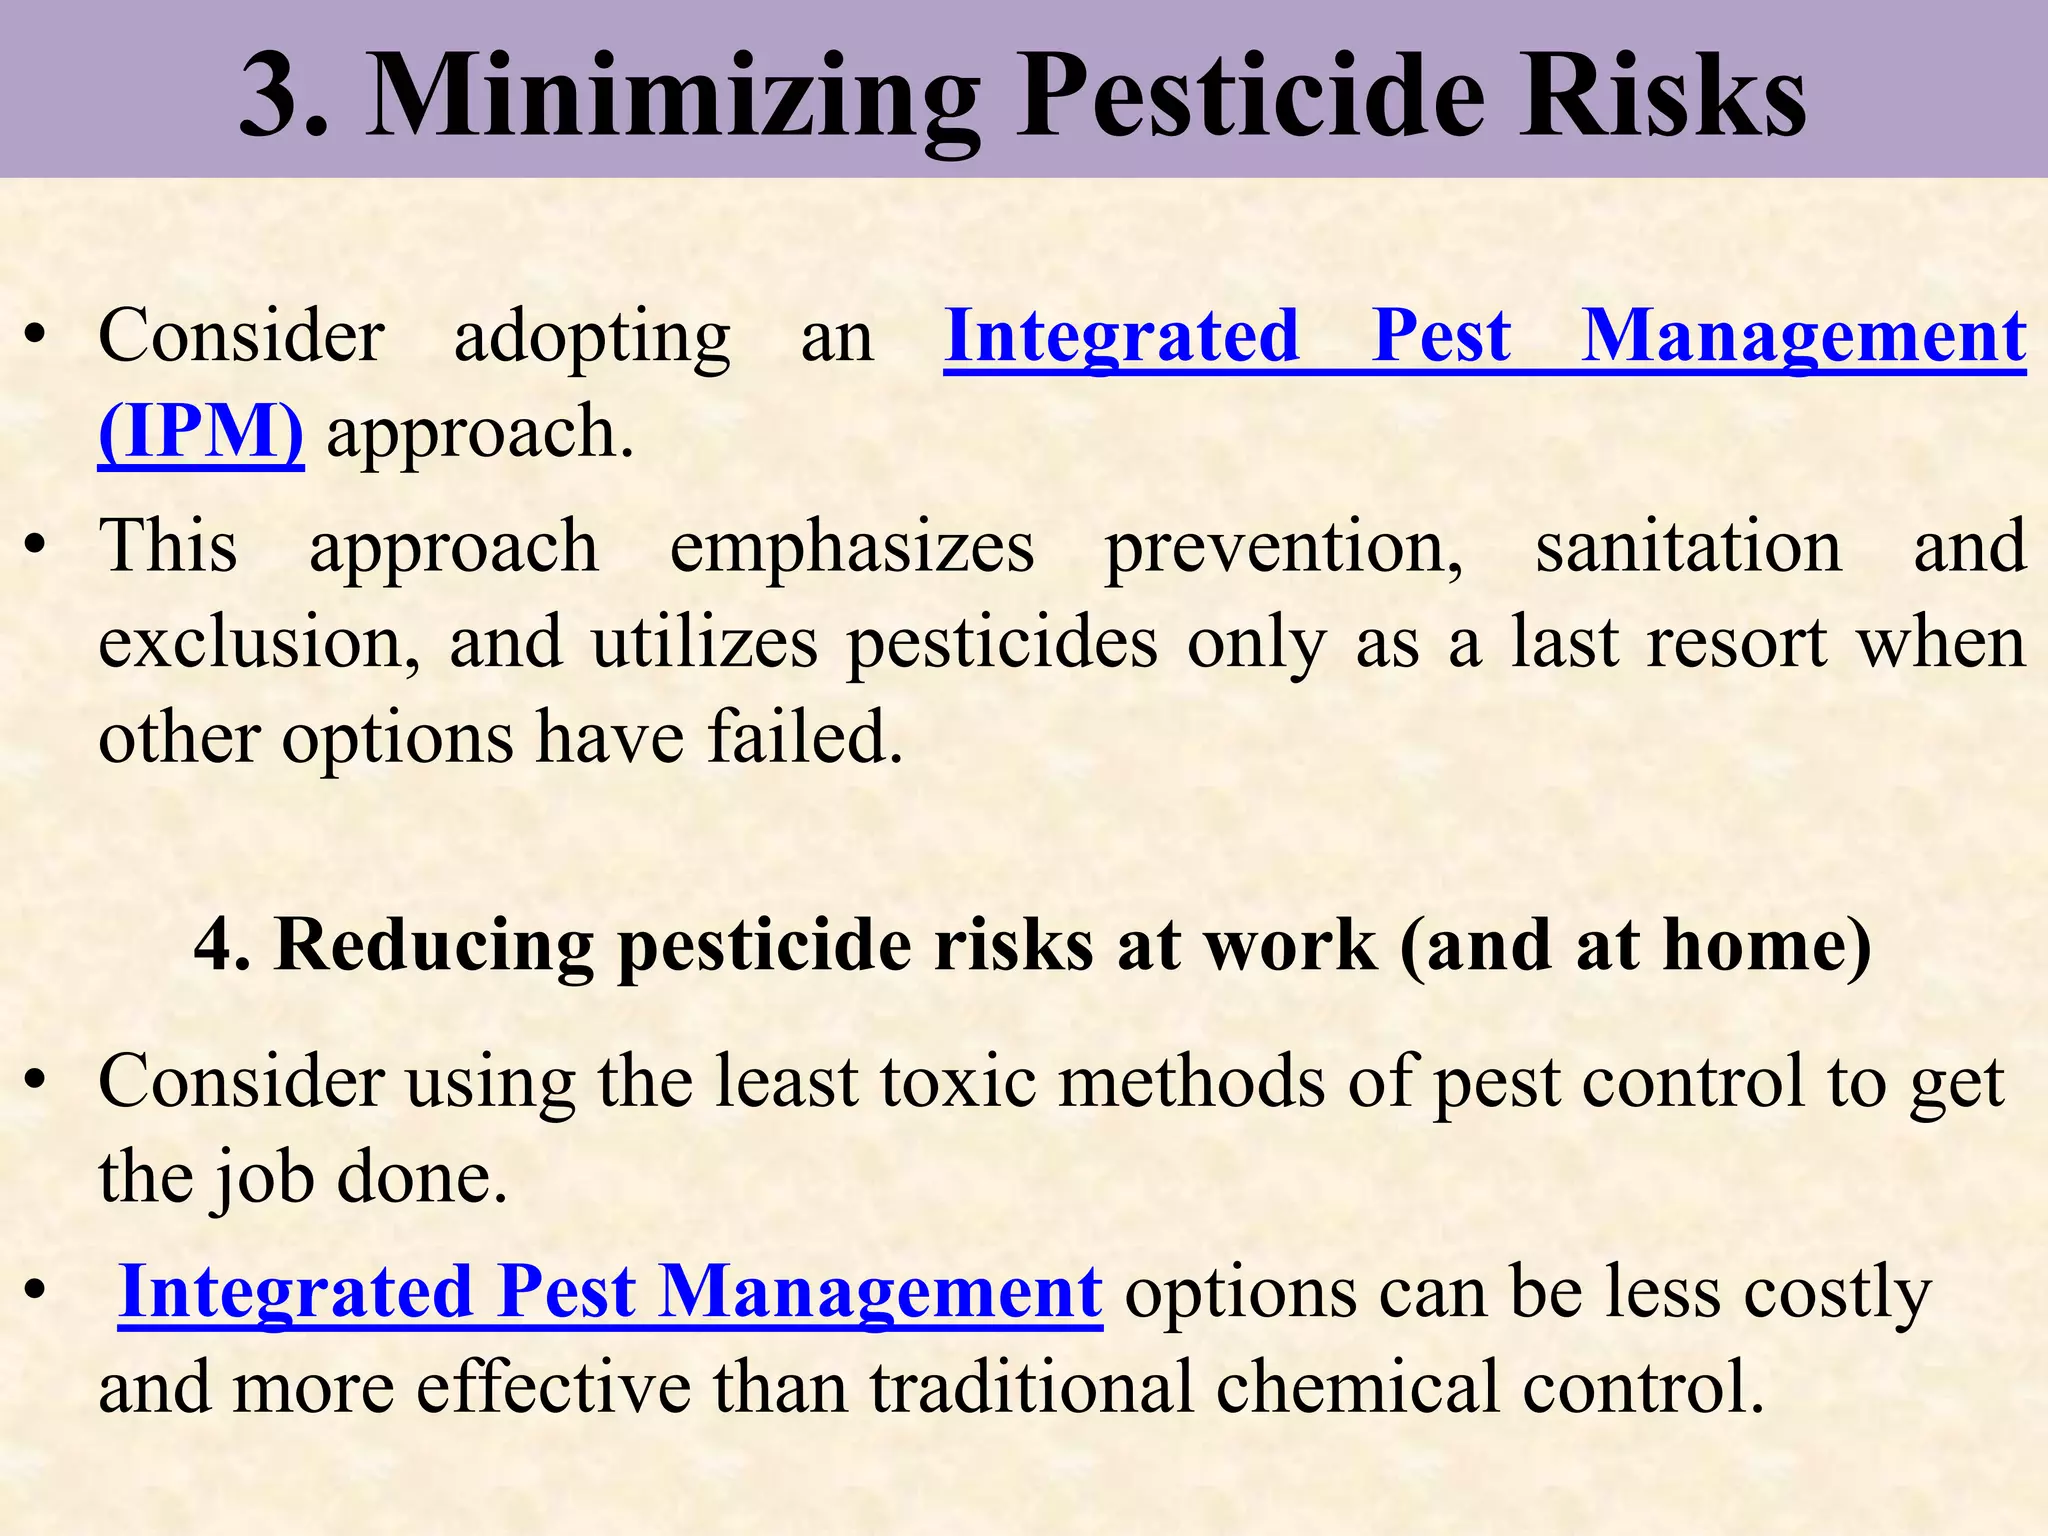 3. Minimizing Pesticide Risks
• Consider adopting an Integrated Pest Management
(IPM) approach.
• This approach emphasizes prevention, sanitation and
exclusion, and utilizes pesticides only as a last resort when
other options have failed.
4. Reducing pesticide risks at work (and at home)
• Consider using the least toxic methods of pest control to get
the job done.
• Integrated Pest Management options can be less costly
and more effective than traditional chemical control.